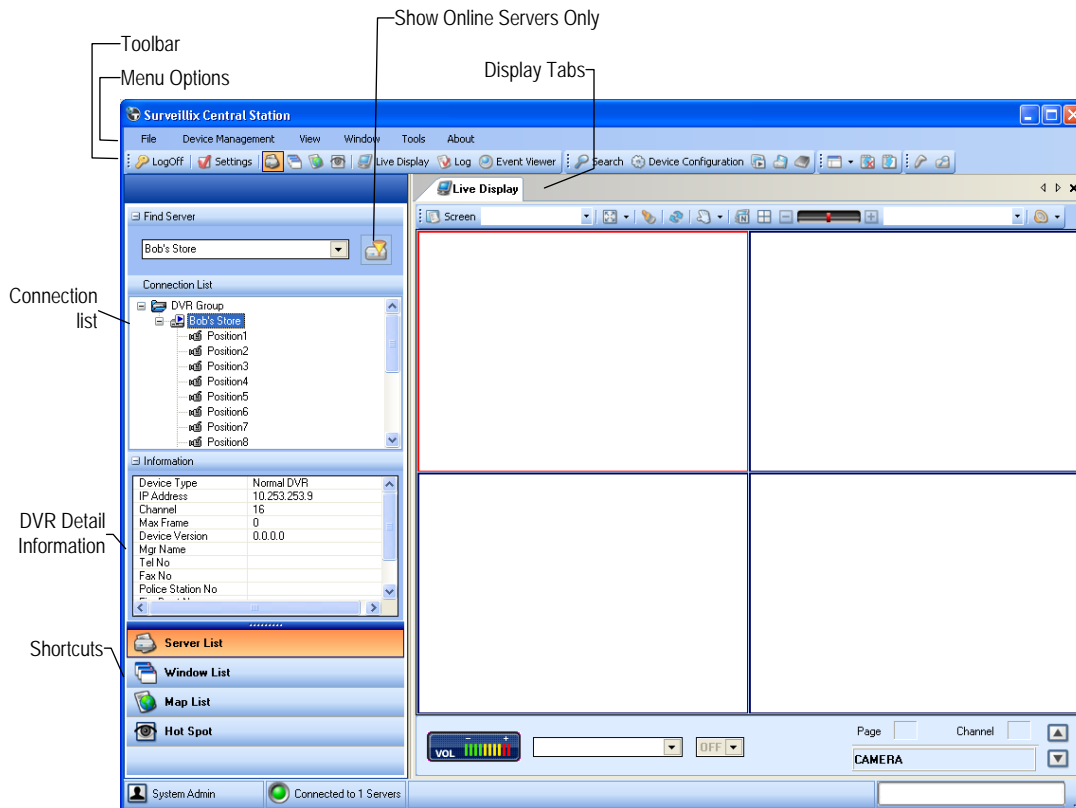 Show Online Servers Only
Toolbar
Display Tabs
Menu Options
Surveillix Central Station
File Device Management View Window Tools About
LogOff Settings Live Display Log Event Viewer Search Device Configuration
Live Display
Find Server
Screen
Bob's Store
Connection List
Connection
list
DVR Group
Bob's Store
Position1
Position2
Position3
Position4
Position5
Position6
Position7
Position8
Information
Device Type Normal DVR
IP Address 10.253.253.9
Channel 16
Max Frame 0
Device Version 0.0.0.0
Mgr Name
Tel No
Fax No
Police Station No
DVR Detail
Information
Shortcuts
Server List
Window List
Map List
Hot Spot
VOL
- +
OFF
Page Channel
CAMERA
System Admin Connected to 1 Servers